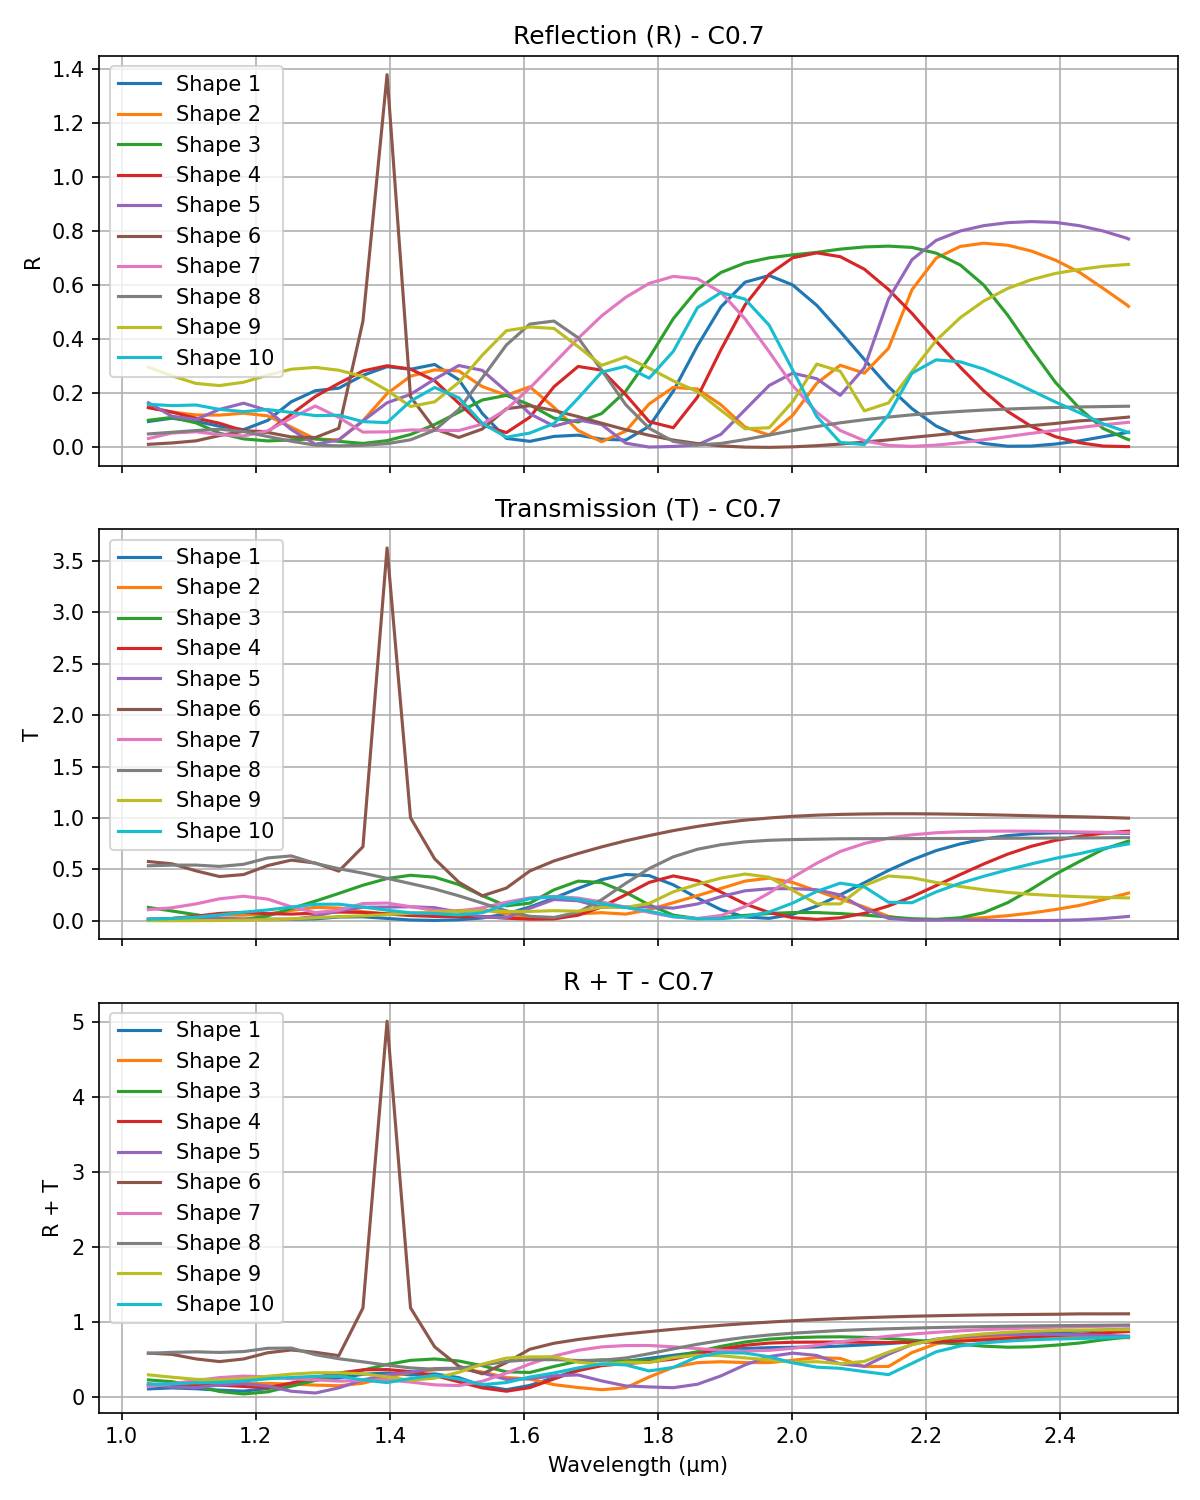 Reflection (R) - C0.7
1.4
1.2
1.0
0.8
0.6
0.4
0.2
0.0
R
Shape 1
Shape 2
Shape 3
Shape 4
Shape 5
Shape 6
Shape 7
Shape 8
Shape 9
Shape 10
Transmission (T) - C0.7
3.5
3.0
2.5
2.0
1.5
1.0
0.5
0.0
T
Shape 1
Shape 2
Shape 3
Shape 4
Shape 5
Shape 6
Shape 7
Shape 8
Shape 9
Shape 10
R + T - C0.7
5
4
3
2
1
0
R + T
Shape 1
Shape 2
Shape 3
Shape 4
Shape 5
Shape 6
Shape 7
Shape 8
Shape 9
Shape 10
1.0 1.2 1.4 1.6 1.8 2.0 2.2 2.4
Wavelength (μm)